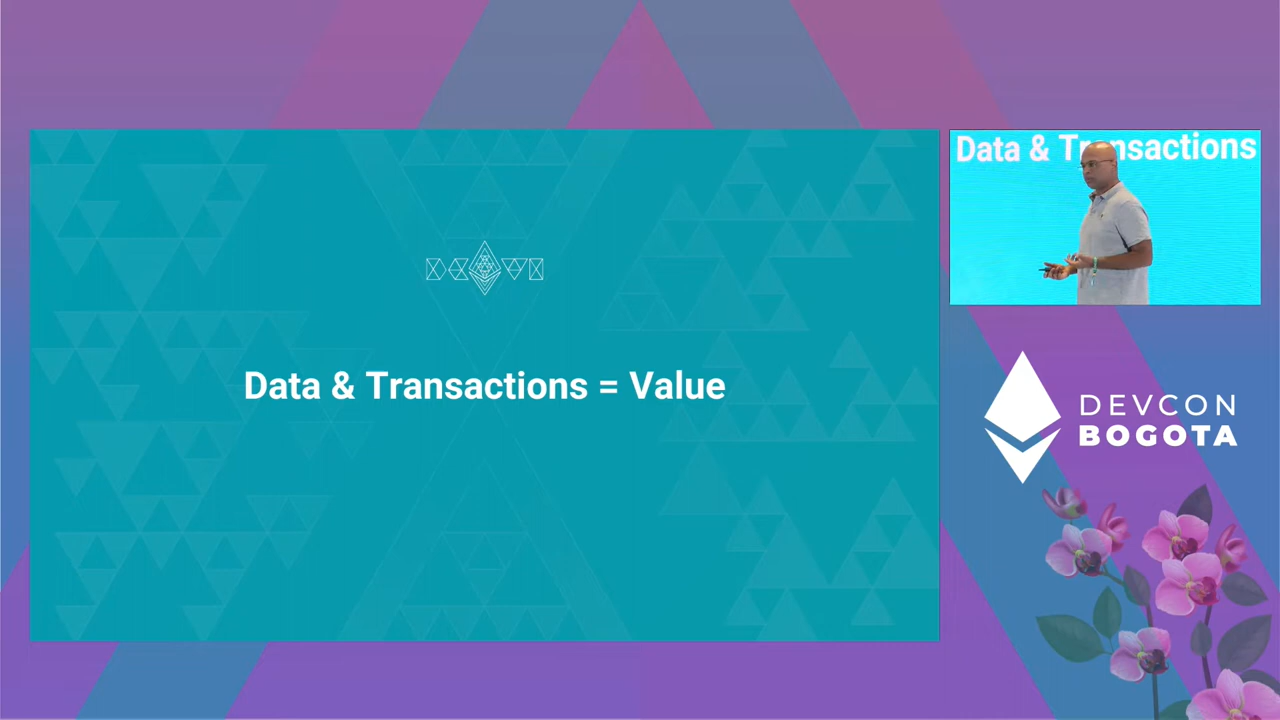 Data & Transactions = Value
Data & Transactions
DEVCON
BOGOTA